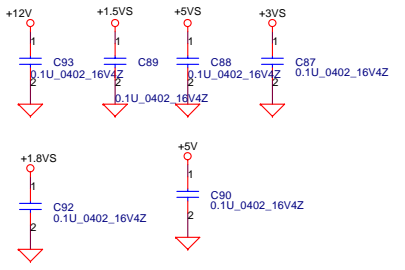 +12V
+1.5VS
+5VS
+3VS
1
1
1
1
C93
C89
C88
C87
0.1U_0402_16V4Z
0.1U_0402_16V4Z
0.1U_0402_16V4Z
2
2
2
2
0.1U_0402_16V4Z
+1.8VS
+5V
1
1
C92
C90
0.1U_0402_16V4Z
0.1U_0402_16V4Z
2
2